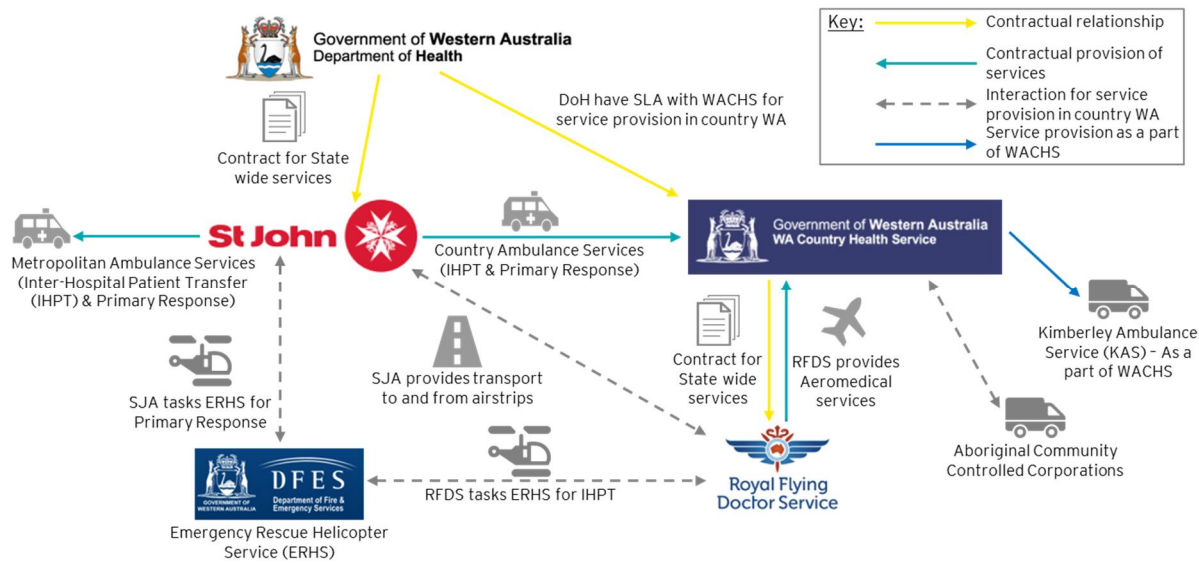 Government of Western Australia
Department of Health
Key:
Contractual relationship
Contractual provision of
services
Interaction for service
provision in country WA
Service provision as a part
of WACHS
DoH have SLA with WACHS for
service provision in country WA
Contract for State
wide services
St John
Metropolitan Ambulance Services
(Inter-Hospital Patient Transfer
(IHPT) & Primary Response)
Country Ambulance Services
(IHPT & Primary Response)
Government of Western Australia
WA Country Health Service
Kimberley Ambulance
Service (KAS) – As a
part of WACHS
Contract for
State wide
services
RFDS provides
Aeromedical
services
SJA provides transport
to and from airstrips
SJA tasks ERHS for
Primary Response
Aboriginal Community
Controlled Corporations
RFDS tasks ERHS for IHPT
GOVERNMENT OF
WESTERN AUSTRALIA
DFES
Department of Fire &
Emergency Services
Royal Flying
Doctor Service
Emergency Rescue Helicopter
Service (ERHS)